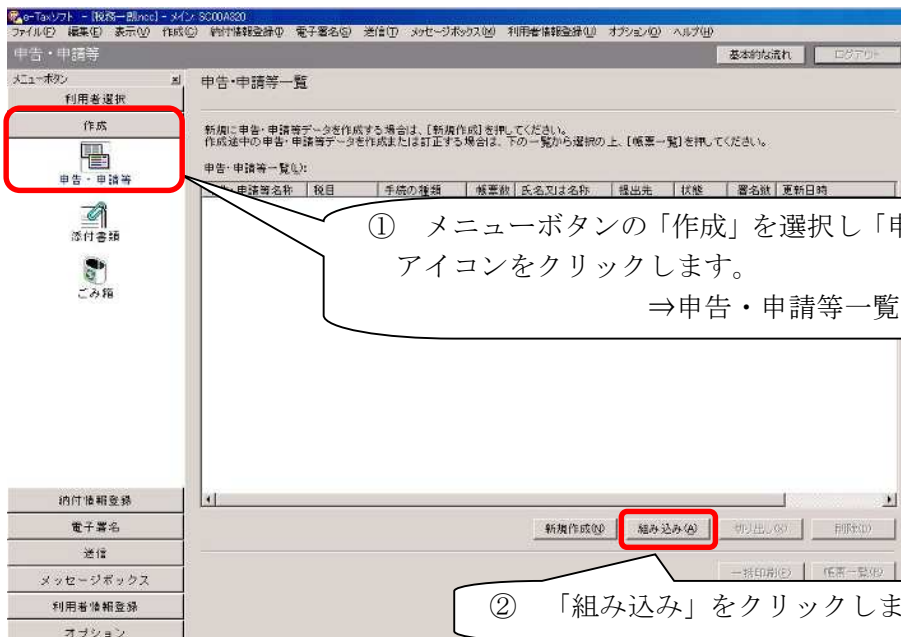 e-Taxソフト - [税務一郎.ncc] - メイン SC00A320
ファイル(F) 編集(E) 表示(V) 作成(C) 納付情報登録(I) 電子署名(S) 送信(T) メッセージボックス(M) 利用者情報登録(U) オプション(O) ヘルプ(H)
申告・申請等
基本的な流れ
ログアウト
メニューボタン
利用者選択
作成
申告・申請等
添付書類
ごみ箱
納付情報登録
電子署名
送信
メッセージボックス
利用者情報登録
オプション
申告・申請等一覧
新規に申告・申請等データを作成する場合は、[新規作成]を押してください。
作成途中の申告・申請等データを作成または訂正する場合は、下の一覧から選択の上、[帳票一覧]を押してください。
申告・申請等一覧(L):
申請等名称 税目 手続の種類 帳票数 氏名又は名称 提出先 状態 署名数 更新日時
① メニューボタンの「作成」を選択し「申
アイコンをクリックします。
⇒申告・申請等一覧
新規作成(N) 組み込み(A) 切り出し(X) 削除(D)
一括印刷(E) 帳票一覧(P)
② 「組み込み」をクリックしま